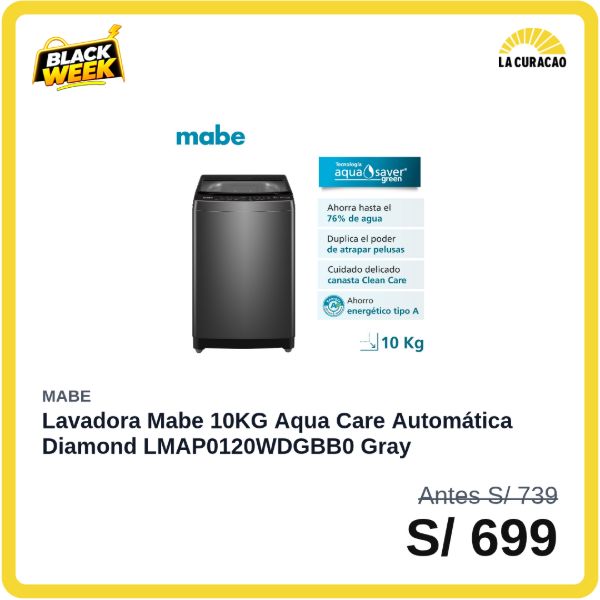 BLACK
WEEK
LA CURACAO
mabe
Tecnología
aqua saver®
green
Ahorra hasta el
76% de agua
Duplica el poder
de atrapar pelusas
Cuidado delicado
canasta Clean Care
Ahorro
energético tipo A
10 Kg
MABE
Lavadora Mabe 10KG Aqua Care Automática
Diamond LMAP0120WDGBB0 Gray
Antes S/ 739
S/ 699